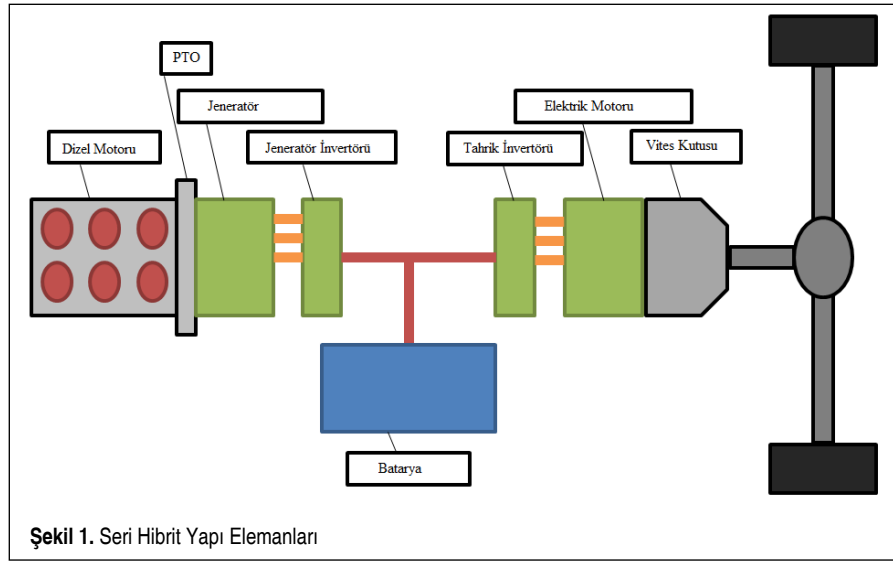 PTO
Jeneratör
Elektrik Motoru
Dizel Motoru
Jeneratör İnvertörü
Tahrik İnvertörü
Vites Kutusu
Batarya
Şekil 1. Seri Hibrit Yapı Elemanları